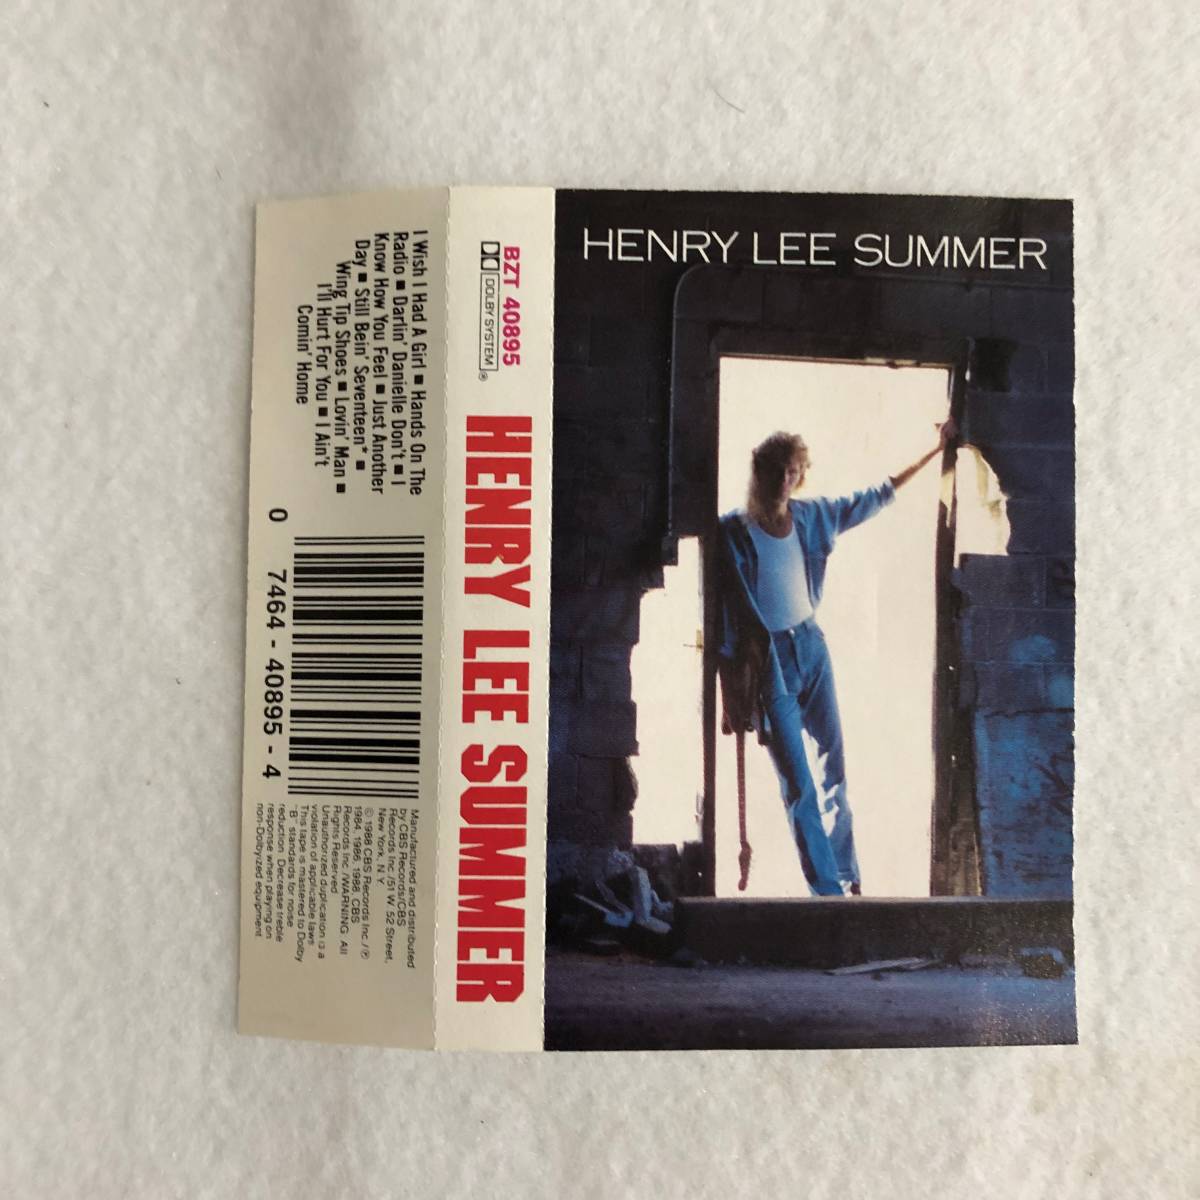 HENRY LEE SUMMER
BZT 40895
DOLBY SYSTEM ®
HENRY LEE SUMMER
I Wish I Had A Girl ■ Hands On The
Radio ■ Darlin' Danielle Don't ■ I
Know How You Feel ■ Just Another
Day ■ Still Bein' Seventeen* ■
Wing Tip Shoes ■ Lovin' Man ■
I'll Hurt For You ■ I Ain't
Comin' Home
0 7464 - 40895 - 4
Manufactured and distributed
by CBS Records/CBS
Records Inc./51 W. 52 Street,
New York, N.Y.
© 1988 CBS Records Inc./℗
1984, 1986, 1988, CBS
Records Inc./WARNING: All
Rights Reserved.
Unauthorized duplication is a
violation of applicable laws.
This tape is mastered to Dolby
"B" standards for noise
reduction. Decrease treble
response when playing on
non-Dolbyized equipment